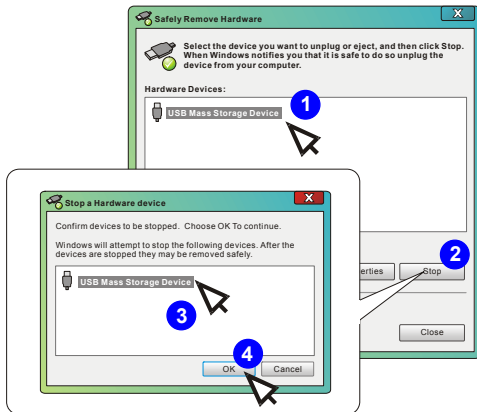 Safely Remove Hardware
X
Select the device you want to unplug or eject, and then click Stop.
When Windows notifies you that it is safe to do so unplug the
device from your computer.
Hardware Devices:
1
USB Mass Storage Device
2
erties
Stop
Close
Stop a Hardware device
X
Confirm devices to be stopped. Choose OK To continue.
Windows will attempt to stop the following devices. After the
devices are stopped they may be removed safely.
USB Mass Storage Device
3
4
OK
Cancel